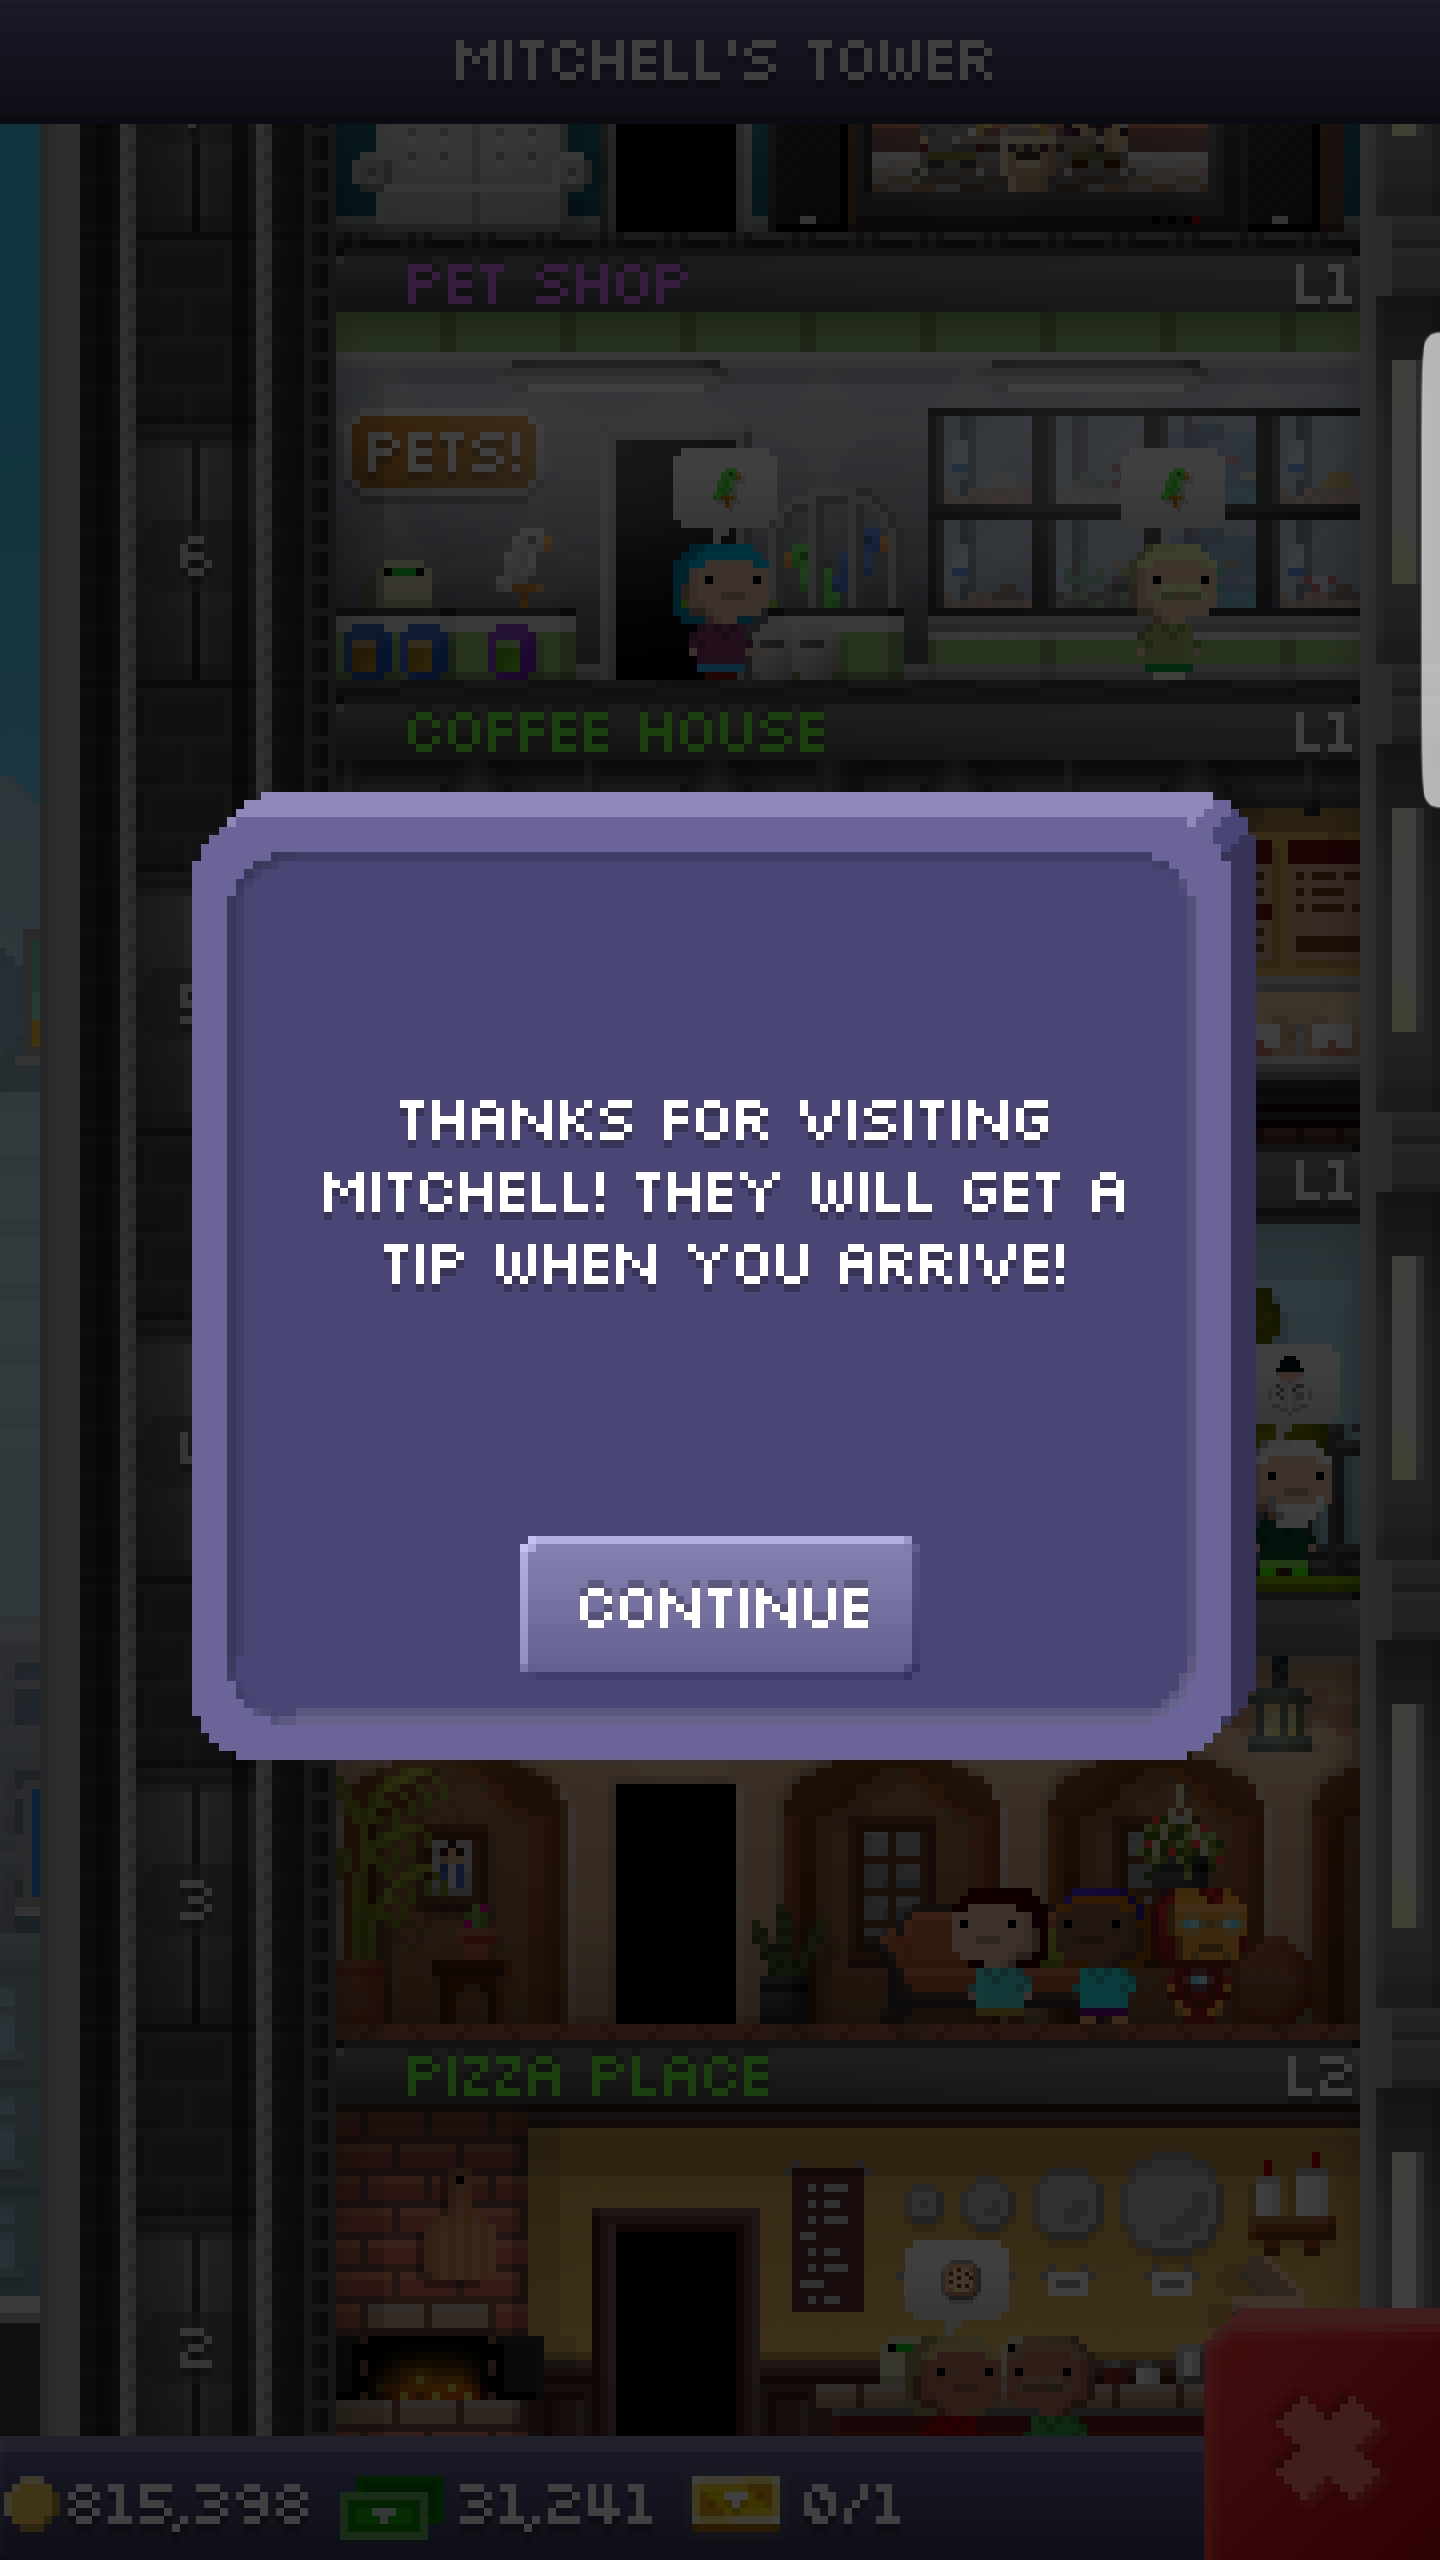 MITCHELL'S TOWER
PET SHOP L1
PETS!
6
COFFEE HOUSE L1
THANKS FOR VISITING
MITCHELL! THEY WILL GET A
TIP WHEN YOU ARRIVE!
L1
CONTINUE
3
PIZZA PLACE L2
2
815,398 31,241 0/1